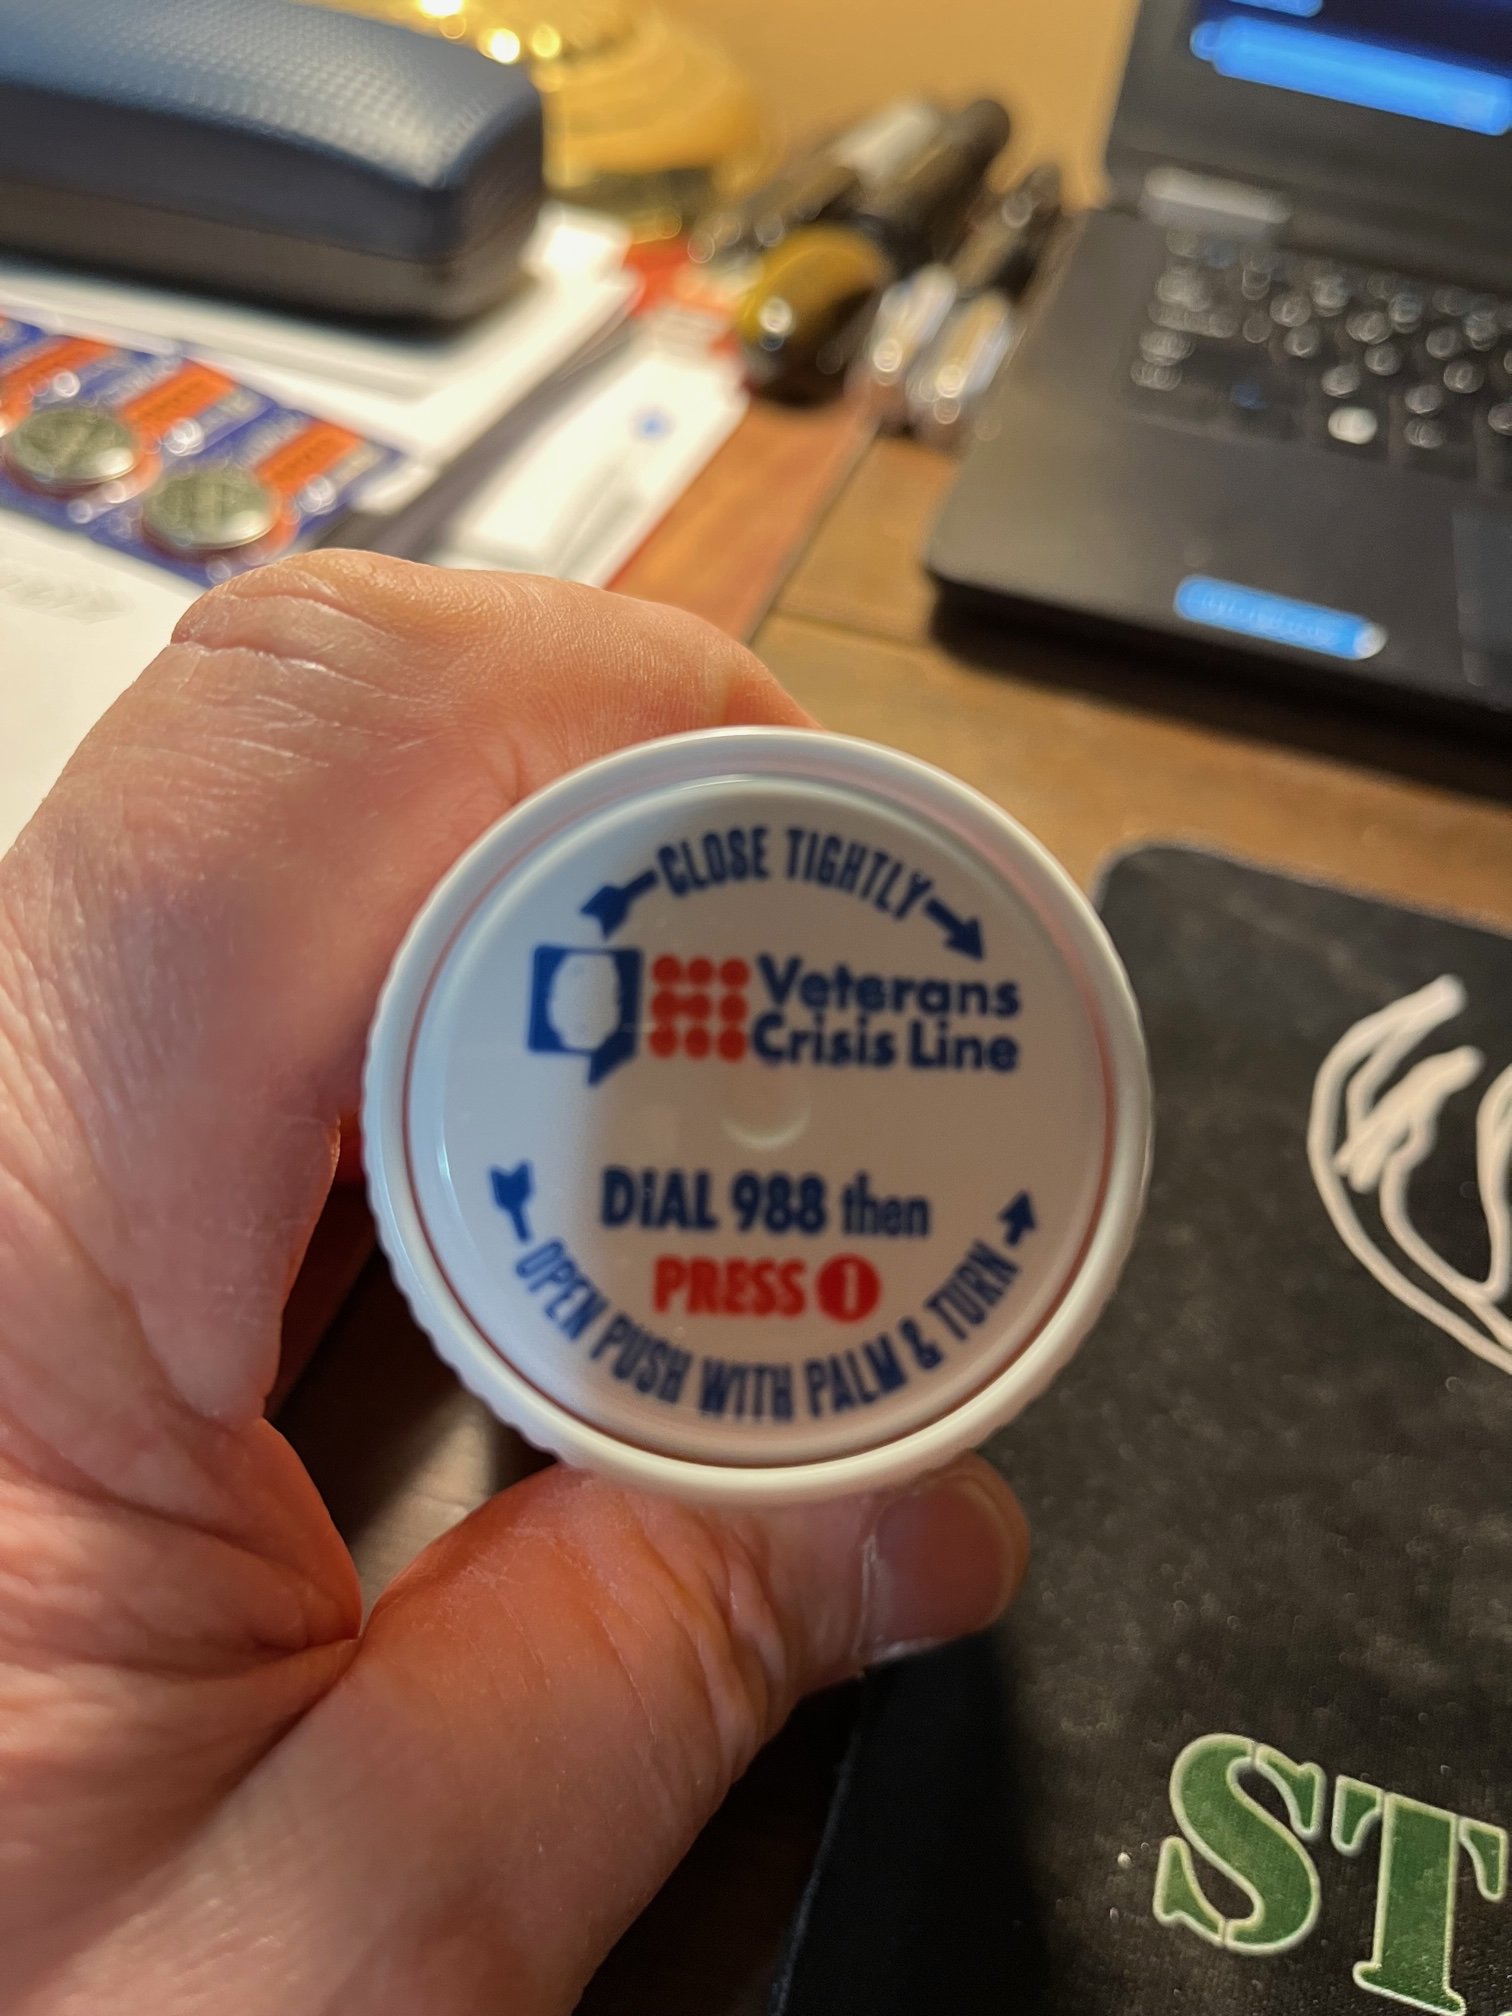 CLOSE TIGHTLY
Veterans
Crisis Line
DiAL 988 then
PRESS 1
OPEN PUSH WITH PALM & TURN
ST